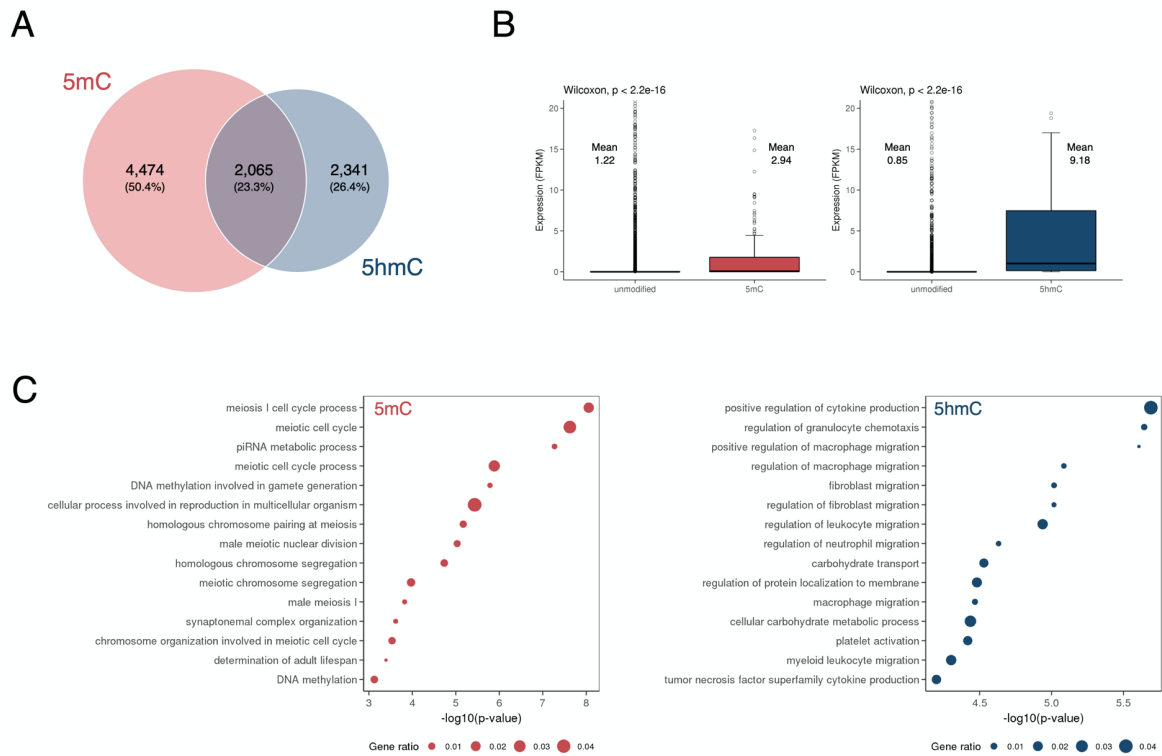 A
5mC
4,474
(50.4%)
2,065
(23.3%)
2,341
(26.4%)
5hmC
B
Wilcoxon, p < 2.2e-16
Expression (FPKM)
20
15
10
5
0
Mean
1.22
Mean
2.94
unmodified
5mC
Wilcoxon, p < 2.2e-16
Expression (FPKM)
20
15
10
5
0
Mean
0.85
Mean
9.18
unmodified
5hmC
C
5mC
meiosis I cell cycle process
meiotic cell cycle
piRNA metabolic process
meiotic cell cycle process
DNA methylation involved in gamete generation
cellular process involved in reproduction in multicellular organism
homologous chromosome pairing at meiosis
male meiotic nuclear division
homologous chromosome segregation
meiotic chromosome segregation
male meiosis I
synaptonemal complex organization
chromosome organization involved in meiotic cell cycle
determination of adult lifespan
DNA methylation
3 4 5 6 7 8
-log10(p-value)
Gene ratio 0.01 0.02 0.03 0.04
5hmC
positive regulation of cytokine production
regulation of granulocyte chemotaxis
positive regulation of macrophage migration
regulation of macrophage migration
fibroblast migration
regulation of fibroblast migration
regulation of leukocyte migration
regulation of neutrophil migration
carbohydrate transport
regulation of protein localization to membrane
macrophage migration
cellular carbohydrate metabolic process
platelet activation
myeloid leukocyte migration
tumor necrosis factor superfamily cytokine production
4.5 5.0 5.5
-log10(p-value)
Gene ratio 0.01 0.02 0.03 0.04